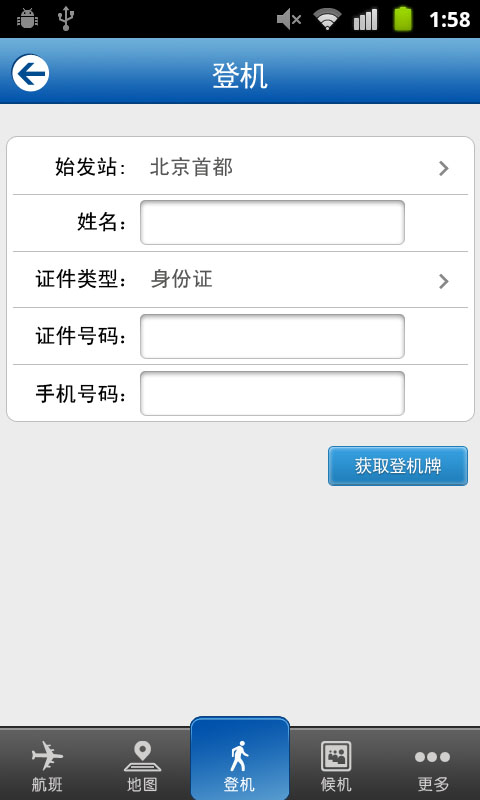 1:58
登机
始发站： 北京首都
姓名：
证件类型： 身份证
证件号码：
手机号码：
获取登机牌
航班 地图 登机 候机 更多